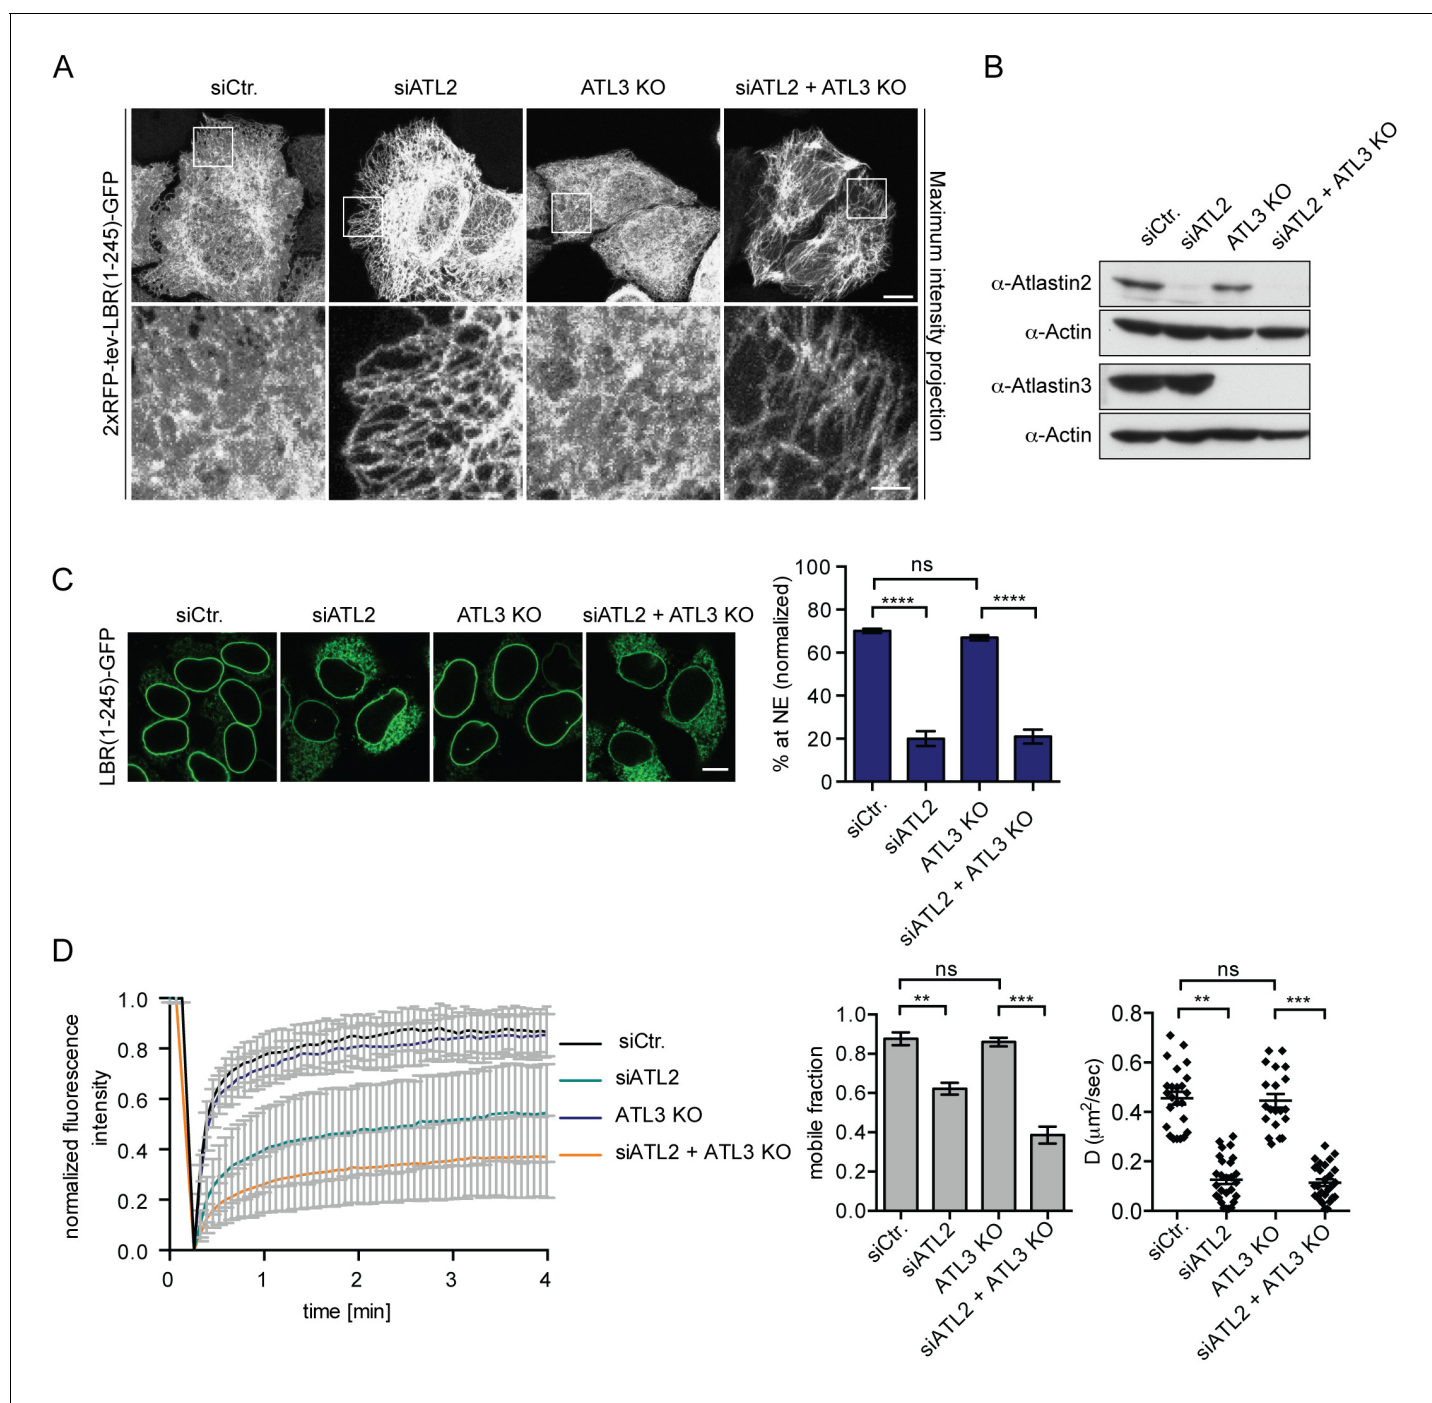 A
siCtr.
siATL2
ATL3 KO
siATL2 + ATL3 KO
2xRFP-tev-LBR(1-245)-GFP
Maximum intensity projection
B
siCtr.
siATL2
ATL3 KO
siATL2 + ATL3 KO
α-Atlastin2
α-Actin
α-Atlastin3
α-Actin
C
siCtr.
siATL2
ATL3 KO
siATL2 + ATL3 KO
LBR(1-245)-GFP
% at NE (normalized)
100
80
60
40
20
0
ns
****
****
siCtr.
siATL2
ATL3 KO
siATL2 + ATL3 KO
D
normalized fluorescence
intensity
1.0
0.8
0.6
0.4
0.2
0.0
0
1
2
3
4
time [min]
siCtr.
siATL2
ATL3 KO
siATL2 + ATL3 KO
mobile fraction
1.0
0.8
0.6
0.4
0.2
0.0
ns
**
***
siCtr.
siATL2
ATL3 KO
siATL2 + ATL3 KO
D (μm²/sec)
0.8
0.6
0.4
0.2
0.0
ns
**
***
siCtr.
siATL2
ATL3 KO
siATL2 + ATL3 KO